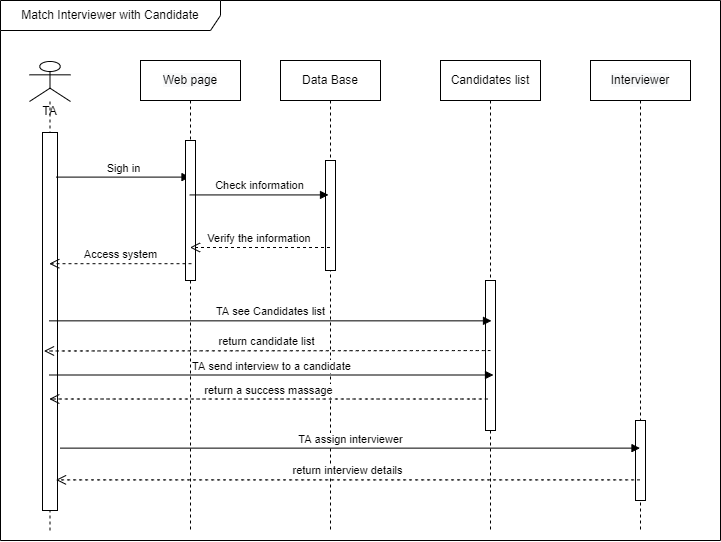 Match Interviewer with Candidate
TA
Web page
Data Base
Candidates list
Interviewer
Sigh in
Check information
Verify the information
Access system
TA see Candidates list
return candidate list
TA send interview to a candidate
return a success massage
TA assign interviewer
return interview details